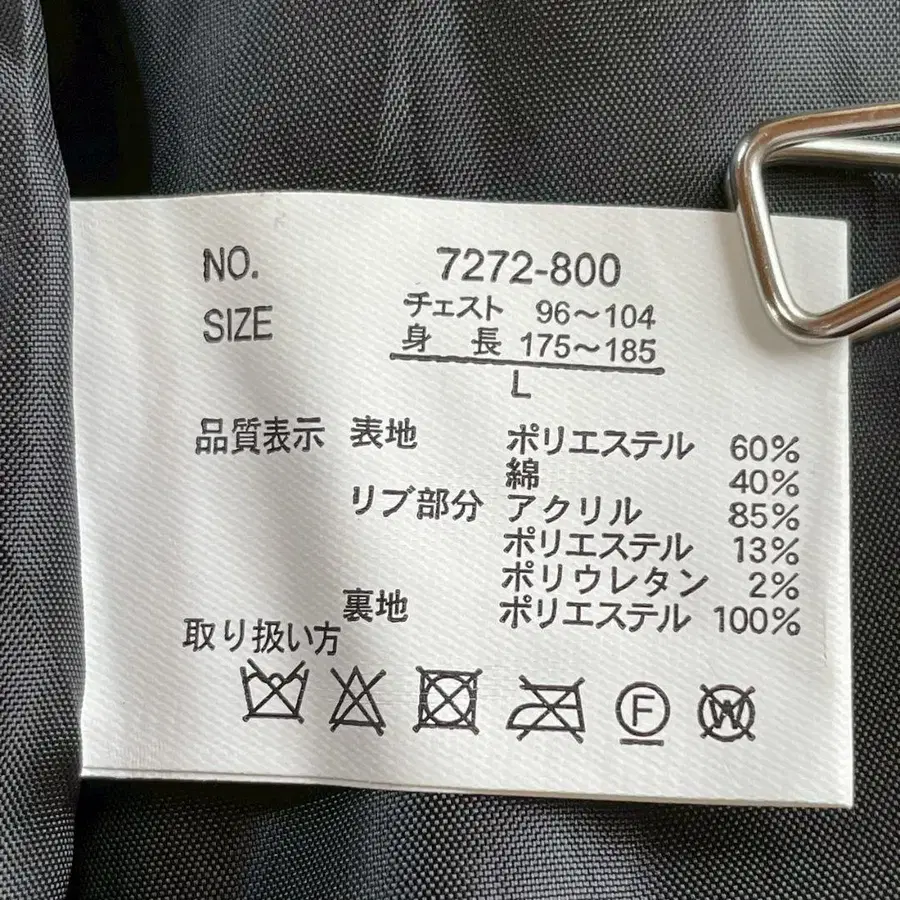 NO. 7272-800
SIZE チェスト 96～104
身 長 175～185
L
品質表示 表地 ポリエステル 60%
綿 40%
リブ部分 アクリル 85%
ポリエステル 13%
ポリウレタン 2%
裏地 ポリエステル 100%
取り扱い方
F W